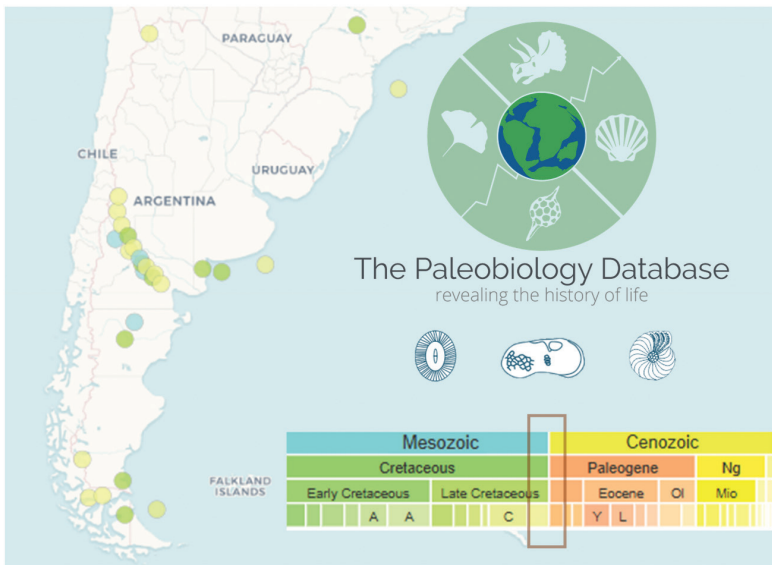 PARAGUAY
CHILE
URUGUAY
ARGENTINA
The Paleobiology Database
revealing the history of life
FALKLAND
ISLANDS
Mesozoic Cenozoic
Cretaceous Paleogene Ng
Early Cretaceous Late Cretaceous Eocene Ol Mio
A A C Y L